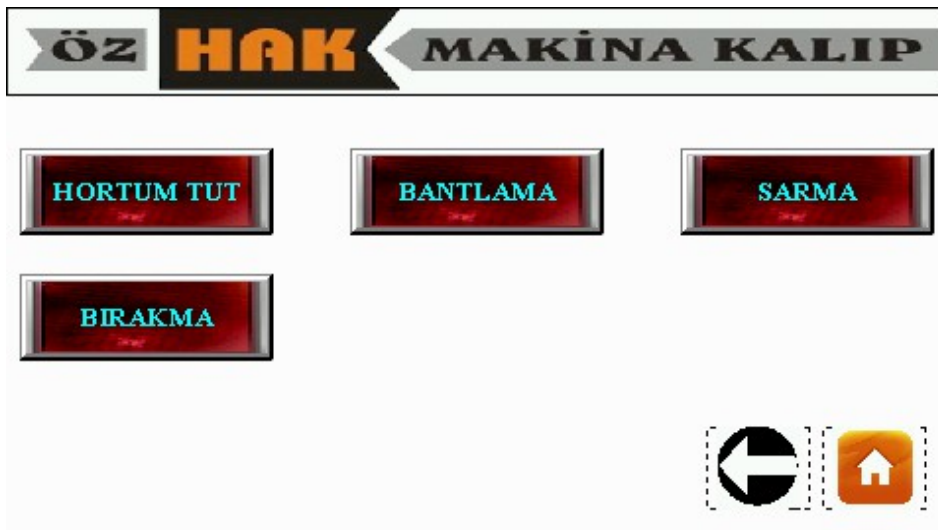 ÖZ HAK MAKİNA KALIP
HORTUM TUT
BANTLAMA
SARMA
BIRAKMA